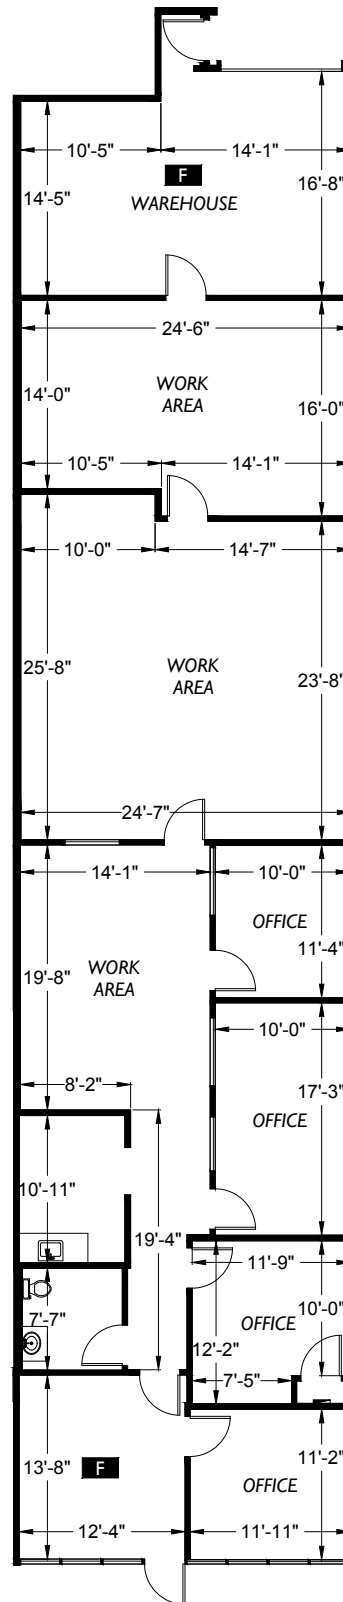 10'-5" 14'-1"
F
14'-5" WAREHOUSE 16'-8"
24'-6"
14'-0" WORK
AREA 16'-0"
10'-5" 14'-1"
10'-0" 14'-7"
25'-8" WORK
AREA 23'-8"
24'-7"
14'-1" 10'-0"
OFFICE
19'-8" WORK
AREA 11'-4"
10'-0"
8'-2" 17'-3"
OFFICE
10'-11"
19'-4" 11'-9"
7'-7" 10'-0"
OFFICE
12'-2"
7'-5"
13'-8" F 11'-2"
OFFICE
12'-4" 11'-11"